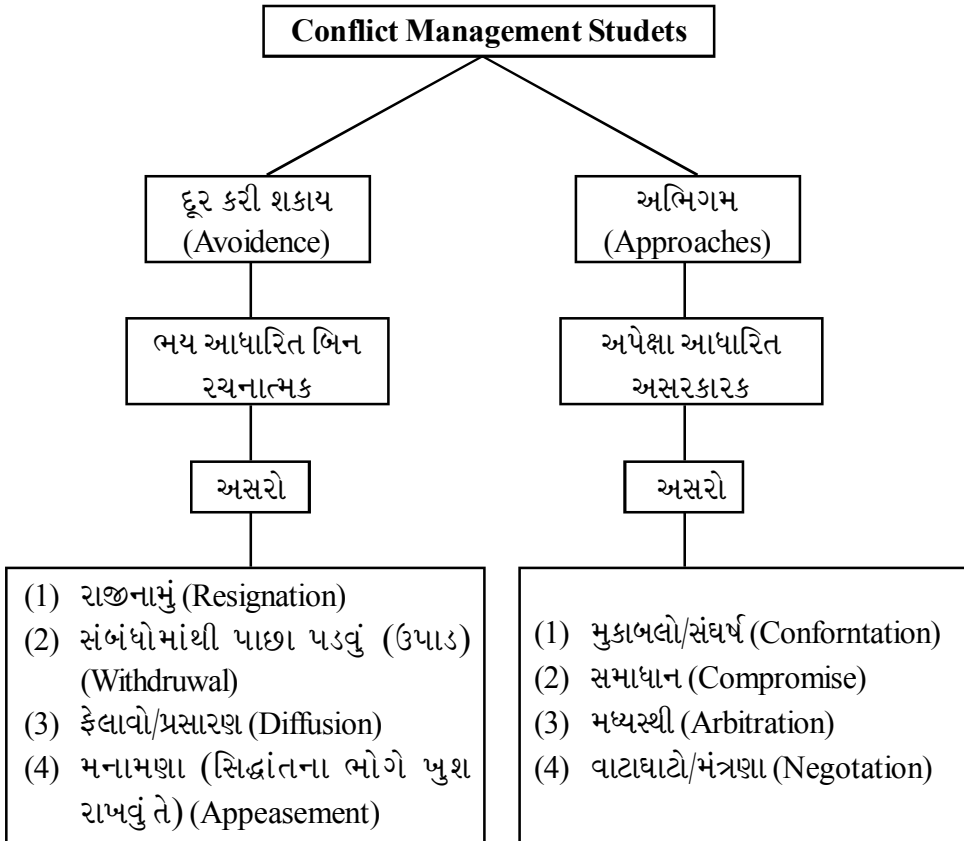 Conflict Management Studets
દૂર કરી શકાય
(Avoidence)
અભિગમ
(Approaches)
ભય આધારિત બિન
રચનાત્મક
અપેક્ષા આધારિત
અસરકારક
અસરો
અસરો
(1) રાજીનામું (Resignation)
(2) સંબંધોમાંથી પાછા પડવું (ઉપાડ)
(Withdruwal)
(3) ફેલાવો/પ્રસારણ (Diffusion)
(4) મનામણા (સિદ્ધાંતના ભોગે ખુશ
રાખવું તે) (Appeasement)
(1) મુકાબલો/સંઘર્ષ (Conforntation)
(2) સમાધાન (Compromise)
(3) મધ્યસ્થી (Arbitration)
(4) વાટાઘાટો/મંત્રણા (Negotation)